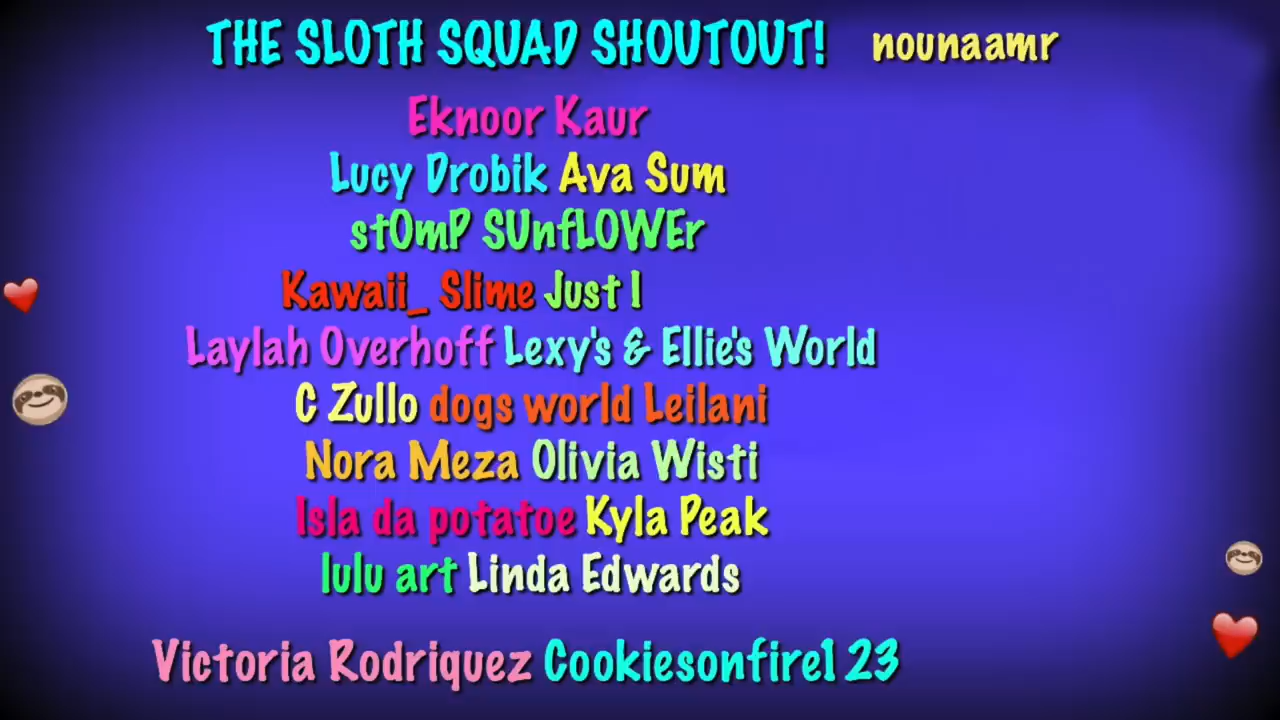 THE SLOTH SQUAD SHOUTOUT! nounaamr
Eknoor Kaur
Lucy Drobik Ava Sum
stOmP SUnfLOWEr
Kawaii_ Slime Just I
Laylah Overhoff Lexy's & Ellie's World
C Zullo dogs world Leilani
Nora Meza Olivia Wisti
Isla da potatoe Kyla Peak
lulu art Linda Edwards
Victoria Rodriquez Cookiesonfire123